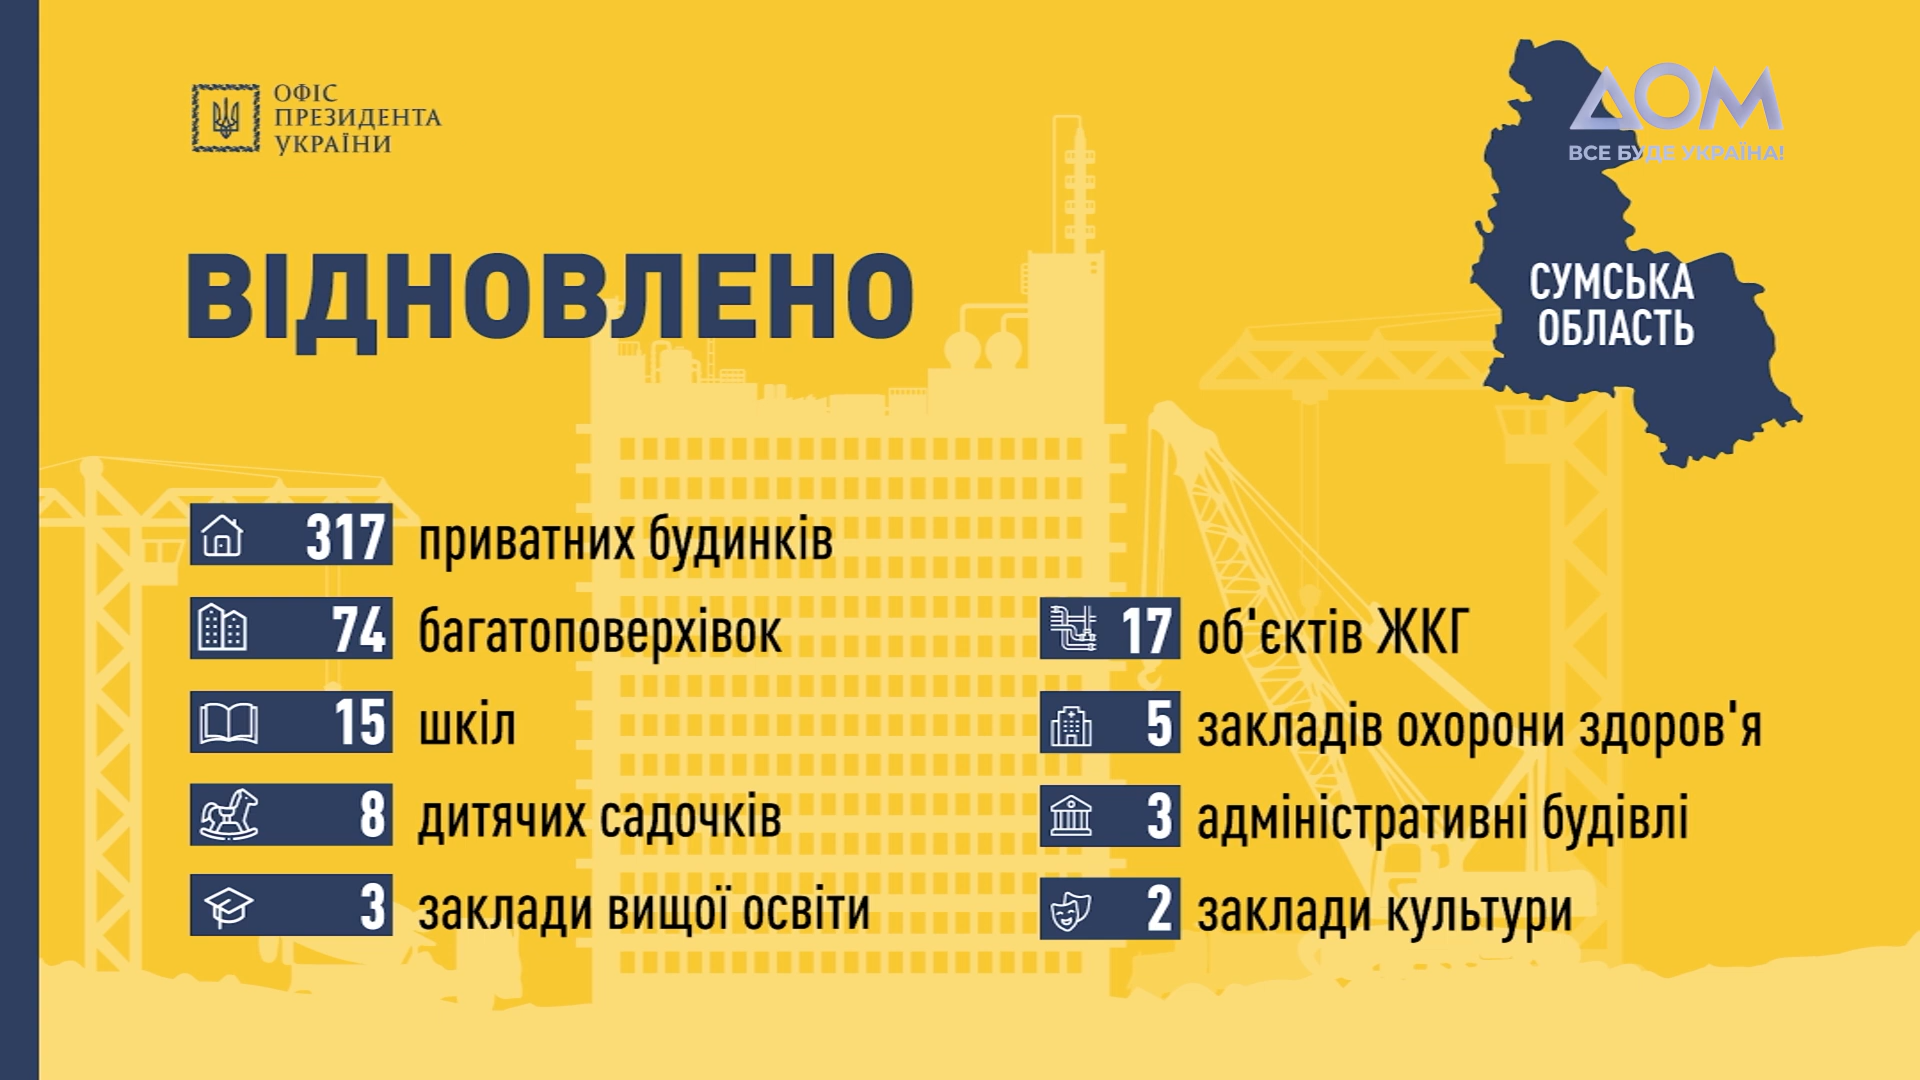 ОФІС
ПРЕЗИДЕНТА
УКРАЇНИ
ДОМ
ВСЕ БУДЕ УКРАЇНА!
ВІДНОВЛЕНО
СУМСЬКА
ОБЛАСТЬ
317 приватних будинків
74 багатоповерхівок
15 шкіл
8 дитячих садочків
3 заклади вищої освіти
17 об'єктів ЖКГ
5 закладів охорони здоров'я
3 адміністративні будівлі
2 заклади культури